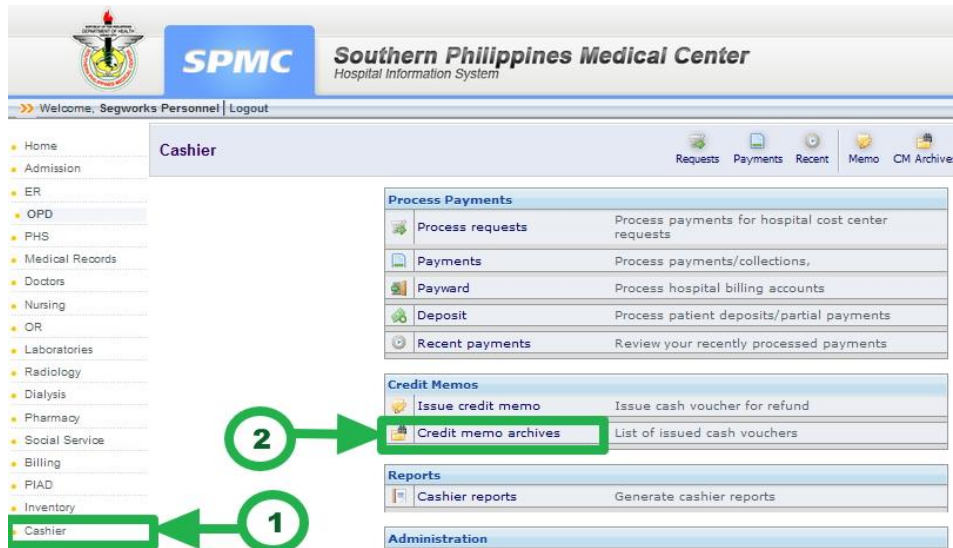 SPMC
Southern Philippines Medical Center
Hospital Information System
Welcome, Segworks Personnel | Logout
Home
Admission
ER
OPD
PHS
Medical Records
Doctors
Nursing
OR
Laboratories
Radiology
Dialysis
Pharmacy
Social Service
Billing
PIAD
Inventory
Cashier
1
2
Cashier
Requests Payments Recent Memo CM Archives
Process Payments
Process requests Process payments for hospital cost center
requests
Payments Process payments/collections,
Payward Process hospital billing accounts
Deposit Process patient deposits/partial payments
Recent payments Review your recently processed payments
Credit Memos
Issue credit memo Issue cash voucher for refund
Credit memo archives List of issued cash vouchers
Reports
Cashier reports Generate cashier reports
Administration